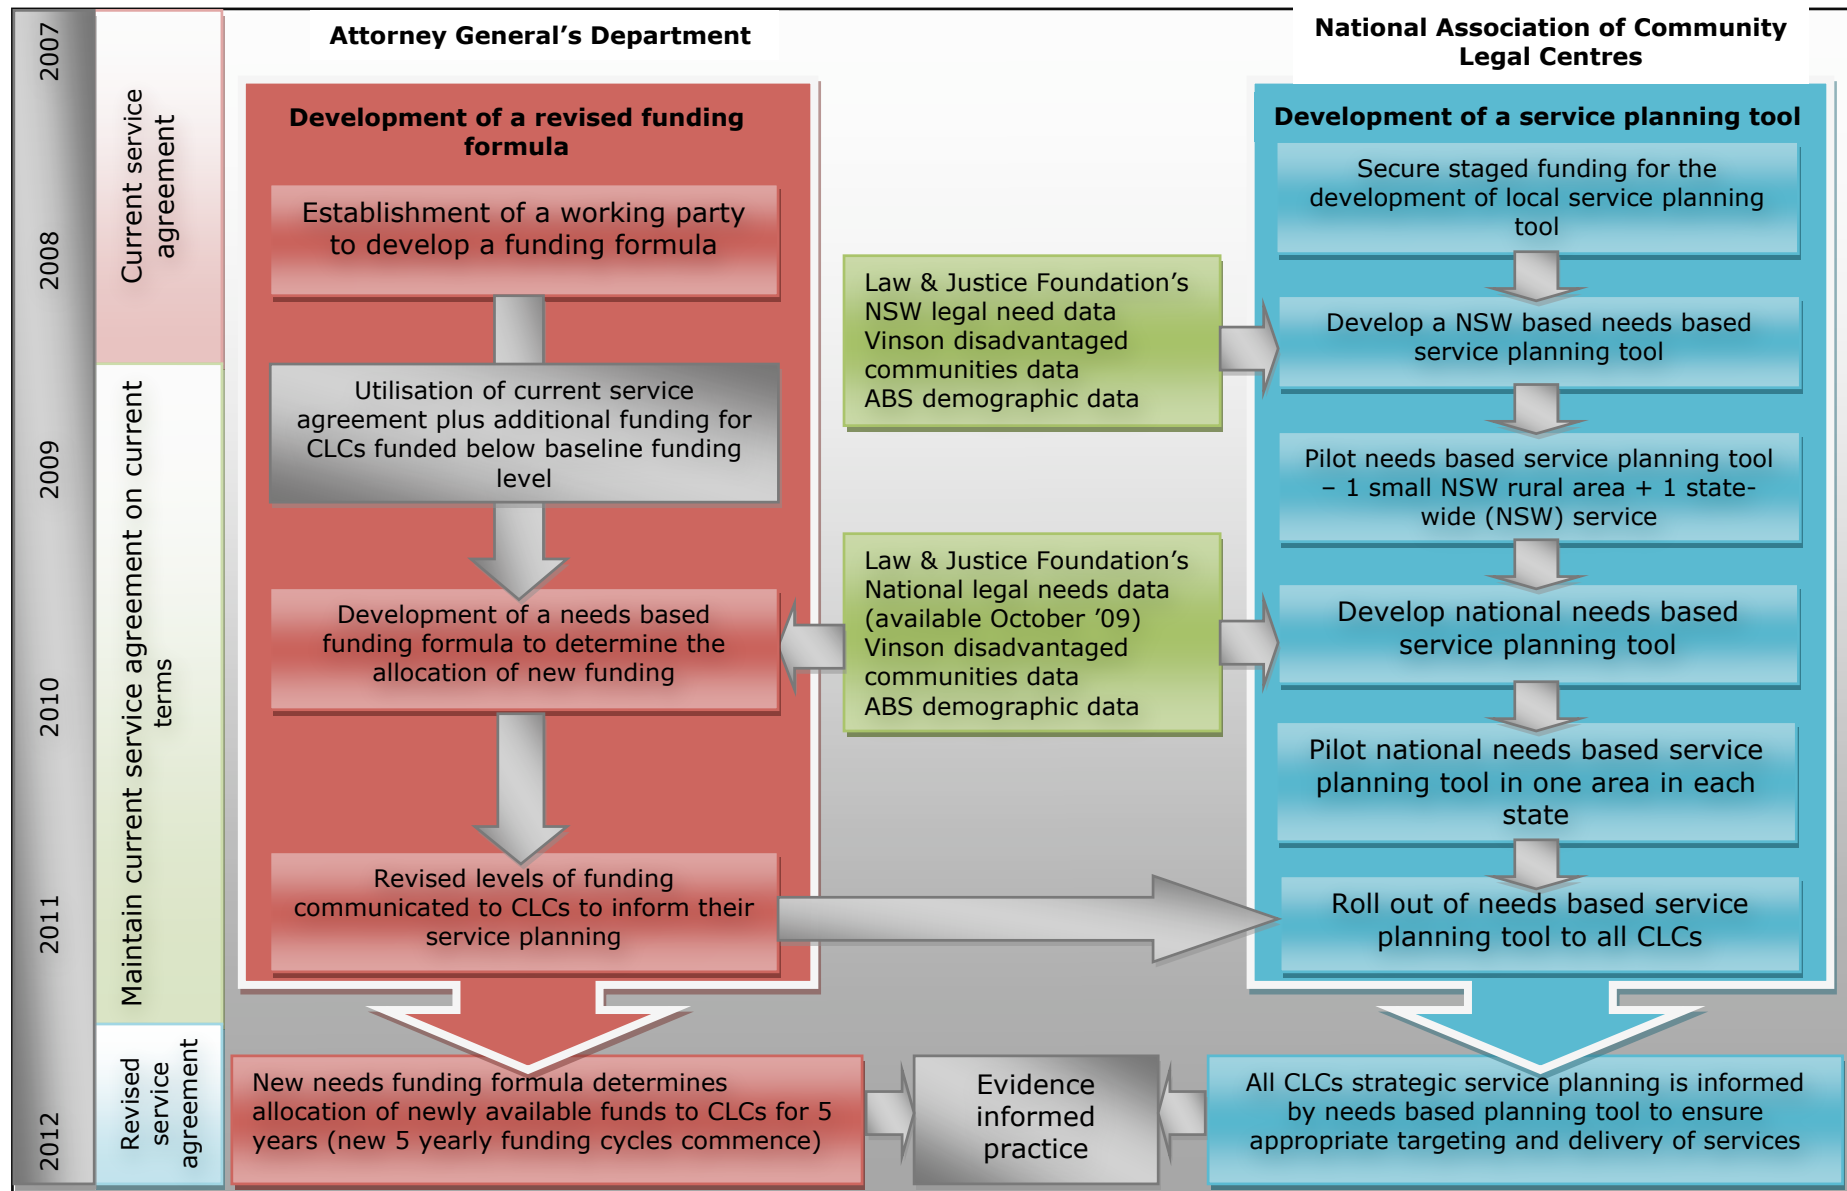 Attorney General’s Department
National Association of Community
Legal Centres
2007
2008
2009
2010
2011
2012
Current service
agreement
Maintain current service agreement on current
terms
Revised
service
agreement
Development of a revised funding
formula
Establishment of a working party
to develop a funding formula
Utilisation of current service
agreement plus additional funding for
CLCs funded below baseline funding
level
Development of a needs based
funding formula to determine the
allocation of new funding
Revised levels of funding
communicated to CLCs to inform their
service planning
New needs funding formula determines
allocation of newly available funds to CLCs for 5
years (new 5 yearly funding cycles commence)
Law & Justice Foundation’s
NSW legal need data
Vinson disadvantaged
communities data
ABS demographic data
Law & Justice Foundation’s
National legal needs data
(available October ’09)
Vinson disadvantaged
communities data
ABS demographic data
Evidence
informed
practice
Development of a service planning tool
Secure staged funding for the
development of local service planning
tool
Develop a NSW based needs based
service planning tool
Pilot needs based service planning tool
– 1 small NSW rural area + 1 state-
wide (NSW) service
Develop national needs based
service planning tool
Pilot national needs based service
planning tool in one area in each
state
Roll out of needs based service
planning tool to all CLCs
All CLCs strategic service planning is informed
by needs based planning tool to ensure
appropriate targeting and delivery of services